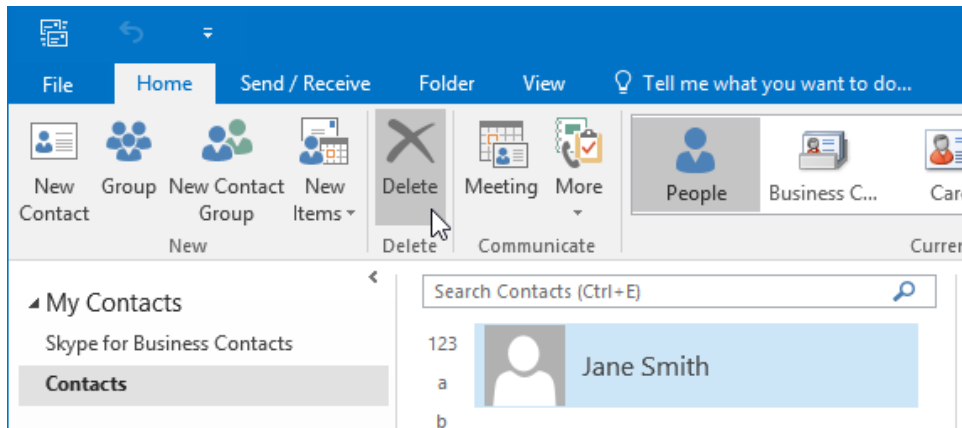 File Home Send / Receive Folder View Tell me what you want to do...
New Contact
Group
New Contact Group
New Items
Delete
Meeting
More
People
Business C...
New
Delete
Communicate
My Contacts
Skype for Business Contacts
Contacts
Search Contacts (Ctrl+E)
123
a
b
Jane Smith